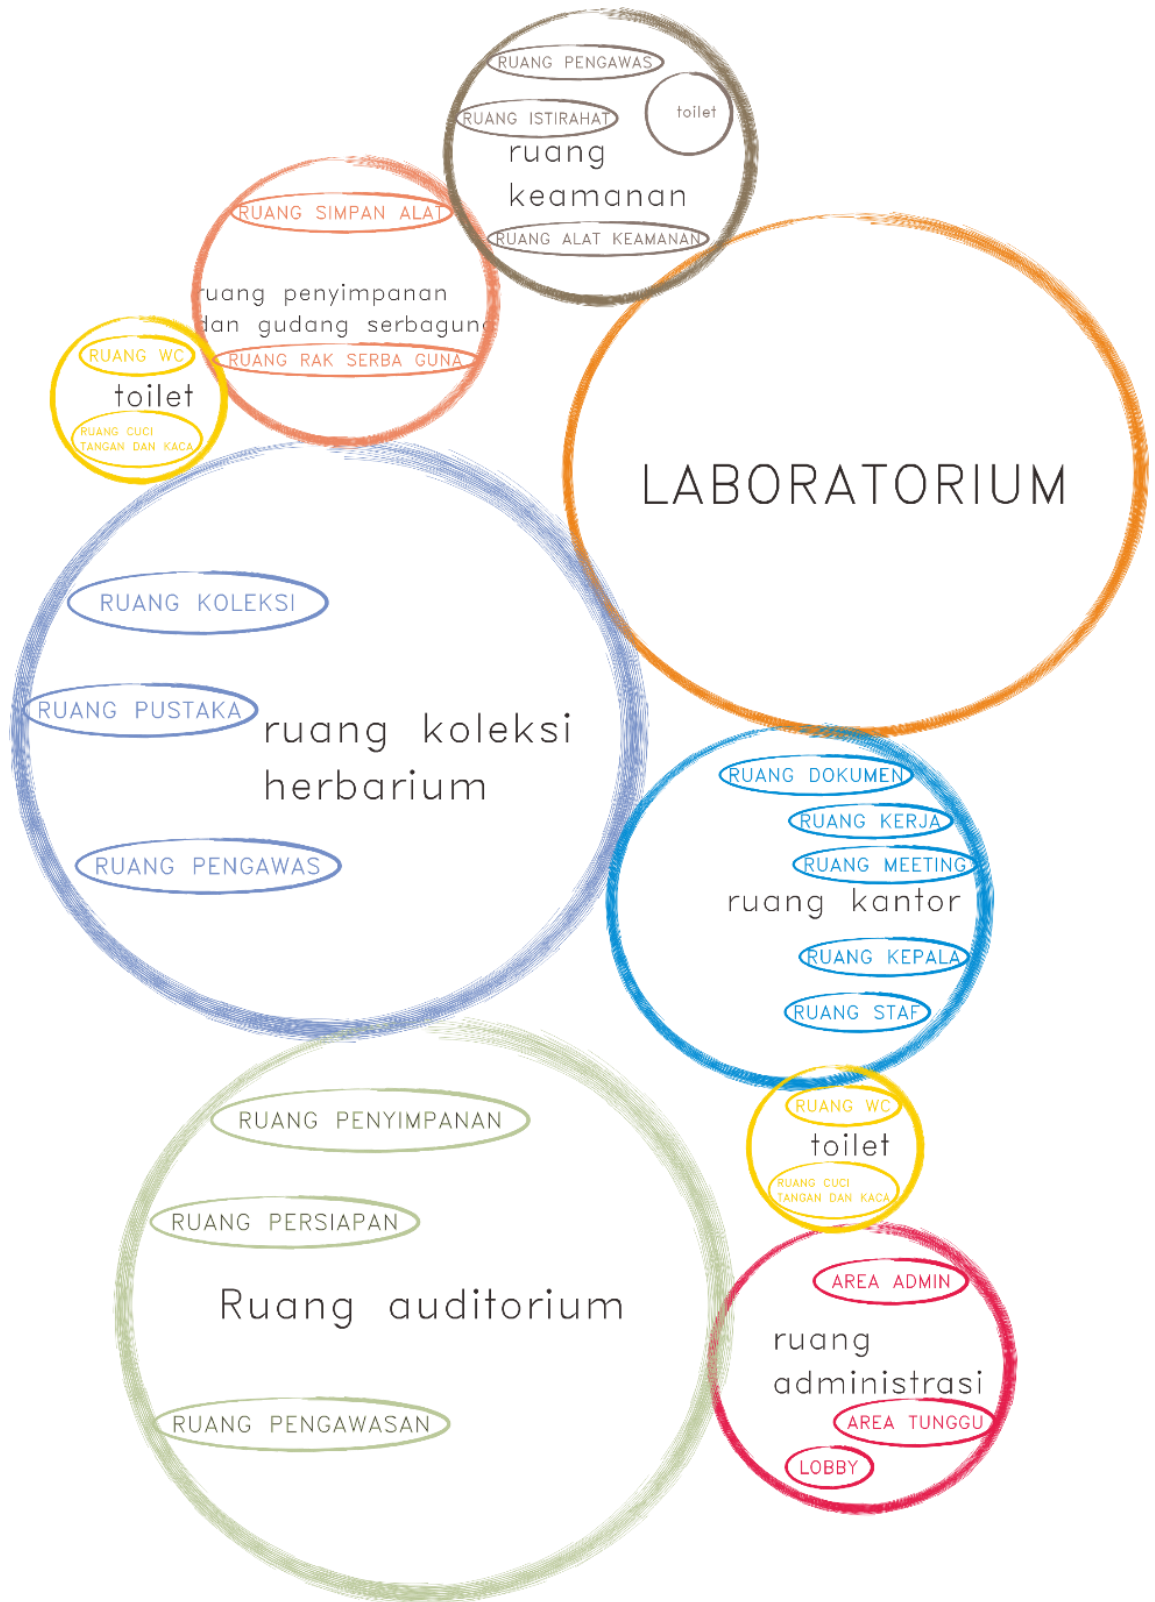 RUANG PENGAWAS
toilet
RUANG ISTIRAHAT
ruang
keamanan
RUANG ALAT KEAMANAN
RUANG SIMPAN ALAT
ruang penyimpanan
dan gudang serbaguna
RUANG RAK SERBA GUNA
RUANG WC
toilet
RUANG CUCI
TANGAN DAN KACA
LABORATORIUM
RUANG KOLEKSI
RUANG PUSTAKA
ruang koleksi
herbarium
RUANG PENGAWAS
RUANG DOKUMEN
RUANG KERJA
RUANG MEETING
ruang kantor
RUANG KEPALA
RUANG STAF
RUANG WC
toilet
RUANG CUCI
TANGAN DAN KACA
RUANG PENYIMPANAN
RUANG PERSIAPAN
Ruang auditorium
RUANG PENGAWASAN
AREA ADMIN
ruang
administrasi
AREA TUNGGU
LOBBY